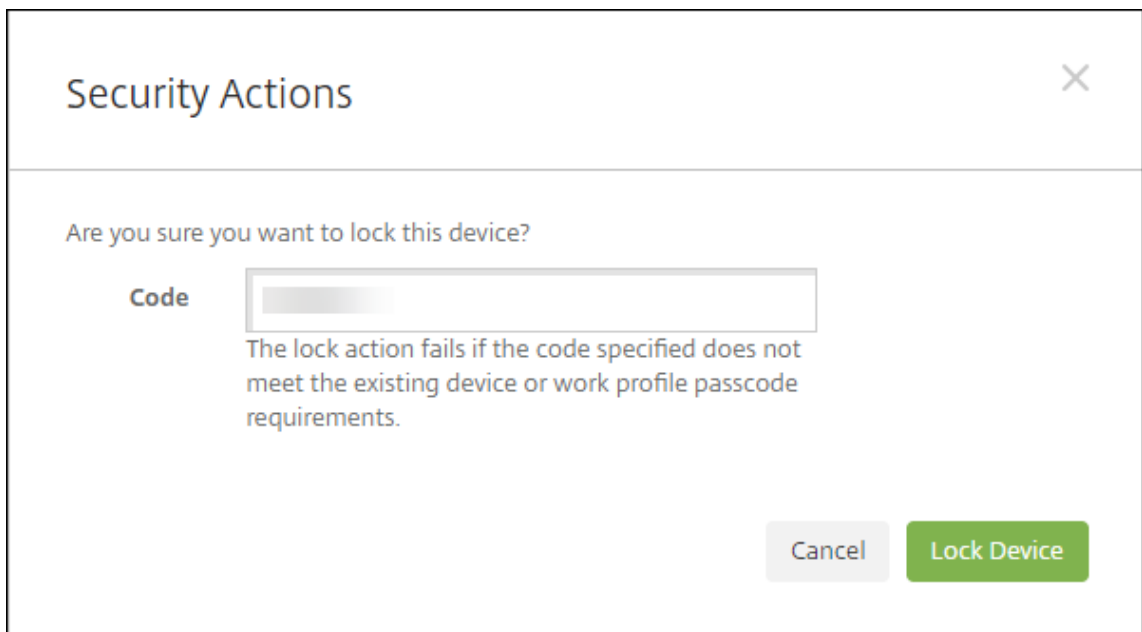 Security Actions
Are you sure you want to lock this device?
Code
The lock action fails if the code specified does not
meet the existing device or work profile passcode
requirements.
Cancel
Lock Device